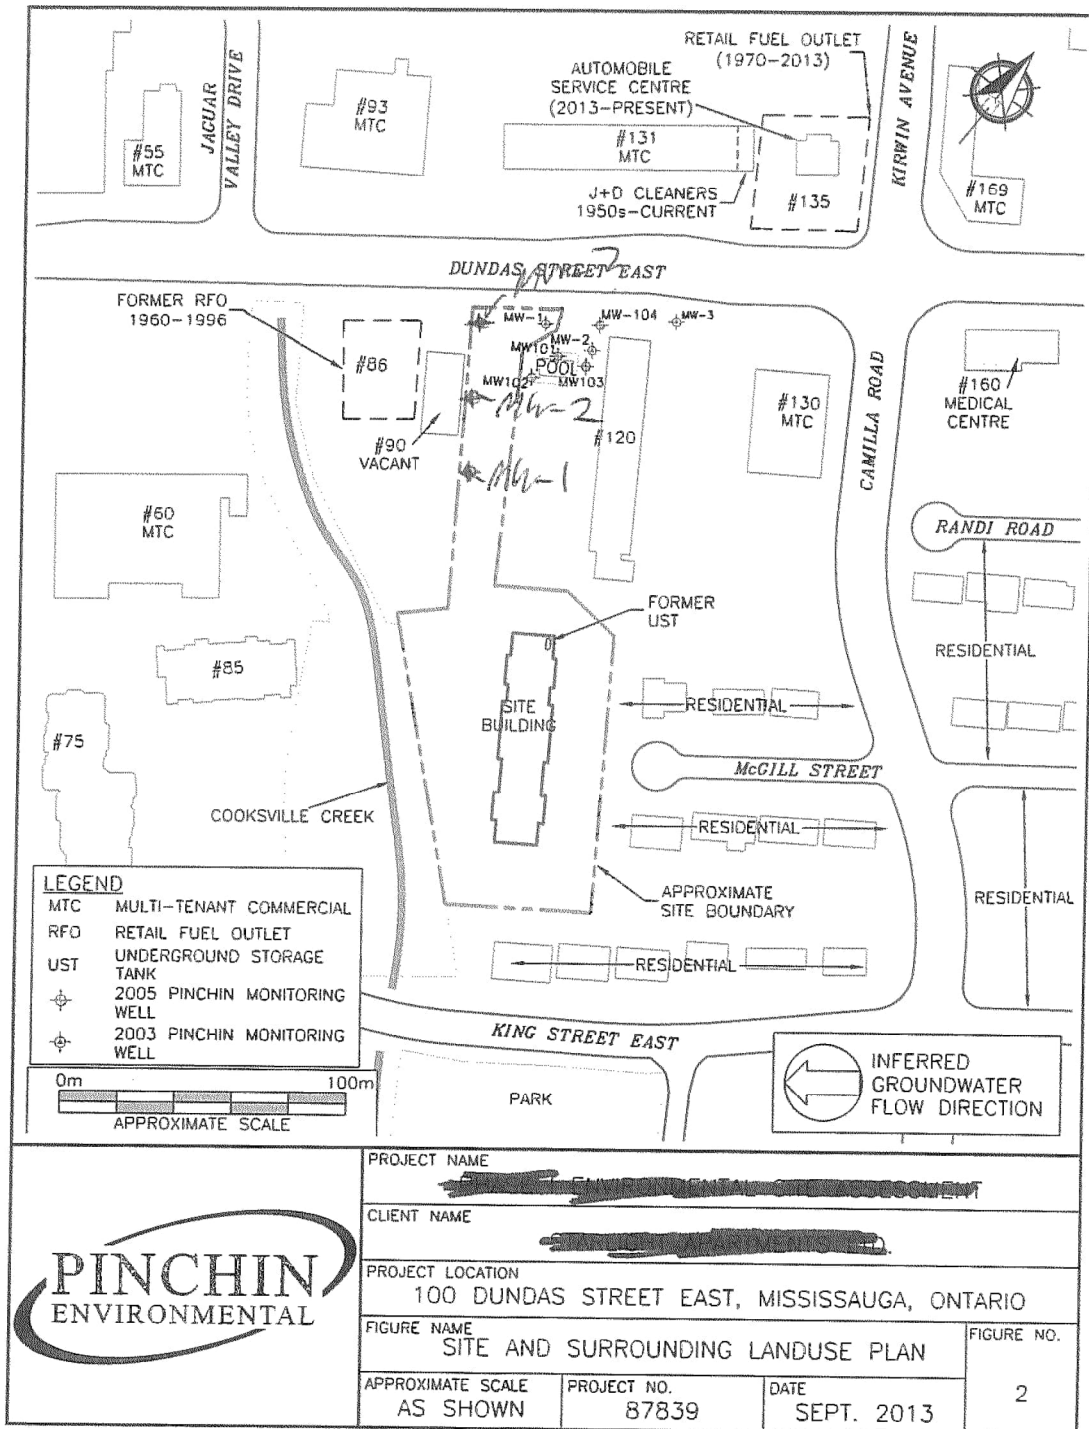 RETAIL FUEL OUTLET
(1970-2013)
AUTOMOBILE
SERVICE CENTRE
(2013-PRESENT)
JAGUAR
VALLEY DRIVE
KIRWIN AVENUE
#55
MTC
#93
MTC
#131
MTC
J+D CLEANERS
1950s-CURRENT
#135
#169
MTC
DUNDAS STREET EAST
FORMER RFO
1960-1996
MW-1
MW-104
MW-3
MW-2
MW101
POOL
MW102
MW103
#86
#90
VACANT
MW-2
MW-1
#120
#130
MTC
CAMILLA ROAD
#160
MEDICAL
CENTRE
#60
MTC
RANDI ROAD
FORMER
UST
RESIDENTIAL
#85
#75
SITE
BUILDING
RESIDENTIAL
McGILL STREET
COOKSVILLE CREEK
RESIDENTIAL
APPROXIMATE
SITE BOUNDARY
RESIDENTIAL
RESIDENTIAL
LEGEND
MTC MULTI-TENANT COMMERCIAL
RFO RETAIL FUEL OUTLET
UST UNDERGROUND STORAGE
TANK
2005 PINCHIN MONITORING
WELL
2003 PINCHIN MONITORING
WELL
KING STREET EAST
0m 100m
APPROXIMATE SCALE
PARK
INFERRED
GROUNDWATER
FLOW DIRECTION
PINCHIN
ENVIRONMENTAL
PROJECT NAME
CLIENT NAME
PROJECT LOCATION
100 DUNDAS STREET EAST, MISSISSAUGA, ONTARIO
FIGURE NAME
SITE AND SURROUNDING LANDUSE PLAN
FIGURE NO.
2
APPROXIMATE SCALE
AS SHOWN
PROJECT NO.
87839
DATE
SEPT. 2013